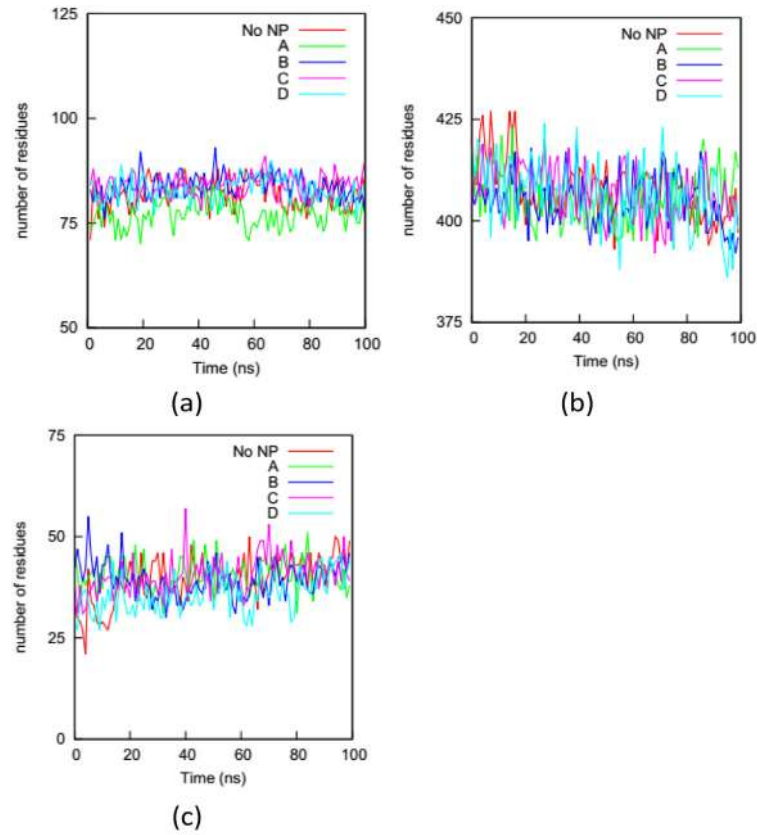 125
100
75
50
number of residues
No NP
A
B
C
D
0 20 40 60 80 100
Time (ns)
(a)
450
425
400
375
number of residues
No NP
A
B
C
D
0 20 40 60 80 100
Time (ns)
(b)
75
50
25
0
number of residues
No NP
A
B
C
D
0 20 40 60 80 100
Time (ns)
(c)